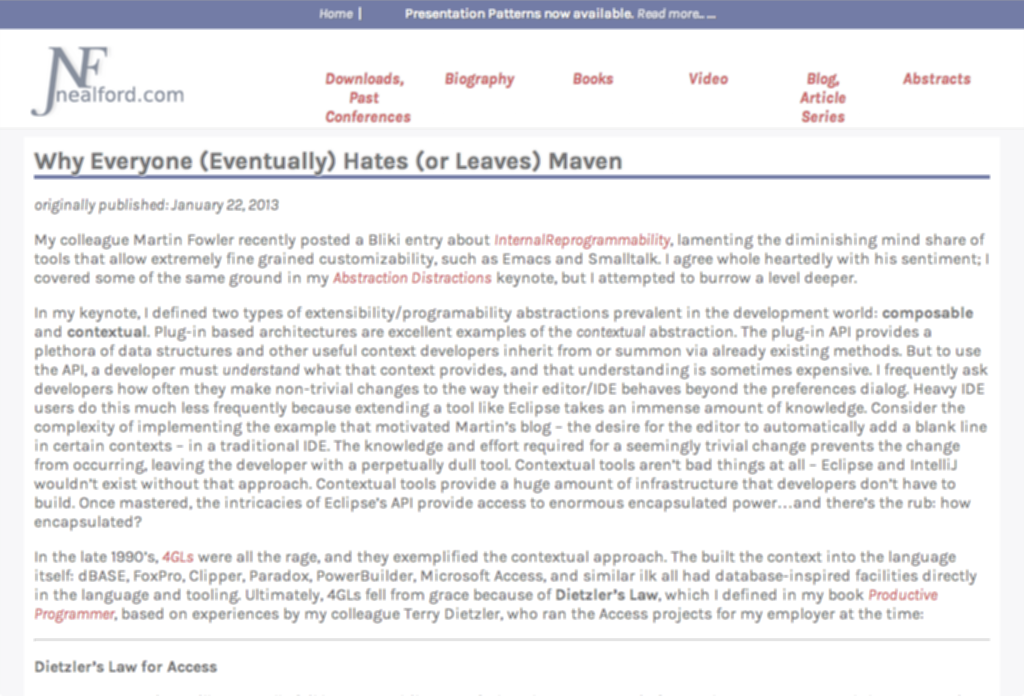 Home |
Presentation Patterns now available. Read more... ...
NF
nealford.com
Downloads, Past Conferences
Biography
Books
Video
Blog, Article Series
Abstracts
Why Everyone (Eventually) Hates (or Leaves) Maven
originally published: January 22, 2013
My colleague Martin Fowler recently posted a Bliki entry about InternalReprogrammability, lamenting the diminishing mind share of
tools that allow extremely fine grained customizability, such as Emacs and Smalltalk. I agree whole heartedly with his sentiment; I
covered some of the same ground in my Abstraction Distractions keynote, but I attempted to burrow a level deeper.
In my keynote, I defined two types of extensibility/programability abstractions prevalent in the development world: composable
and contextual. Plug-in based architectures are excellent examples of the contextual abstraction. The plug-in API provides a
plethora of data structures and other useful context developers inherit from or summon via already existing methods. But to use
the API, a developer must understand what that context provides, and that understanding is sometimes expensive. I frequently ask
developers how often they make non-trivial changes to the way their editor/IDE behaves beyond the preferences dialog. Heavy IDE
users do this much less frequently because extending a tool like Eclipse takes an immense amount of knowledge. Consider the
complexity of implementing the example that motivated Martin's blog – the desire for the editor to automatically add a blank line
in certain contexts – in a traditional IDE. The knowledge and effort required for a seemingly trivial change prevents the change
from occurring, leaving the developer with a perpetually dull tool. Contextual tools aren't bad things at all – Eclipse and IntelliJ
wouldn't exist without that approach. Contextual tools provide a huge amount of infrastructure that developers don't have to
build. Once mastered, the intricacies of Eclipse's API provide access to enormous encapsulated power...and there's the rub: how
encapsulated?
In the late 1990's, 4GLs were all the rage, and they exemplified the contextual approach. The built the context into the language
itself: dBASE, FoxPro, Clipper, Paradox, PowerBuilder, Microsoft Access, and similar ilk all had database-inspired facilities directly
in the language and tooling. Ultimately, 4GLs fell from grace because of Dietzler's Law, which I defined in my book Productive
Programmer, based on experiences by my colleague Terry Dietzler, who ran the Access projects for my employer at the time:
Dietzler's Law for Access